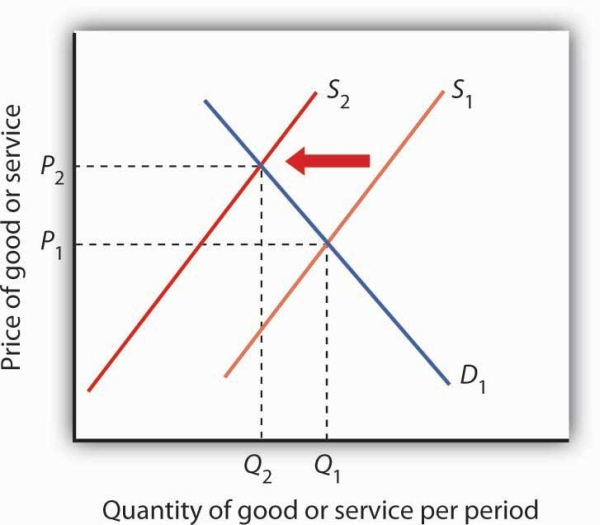 S2
S1
P2
P1
Price of good or service
D1
Q2
Q1
Quantity of good or service per period